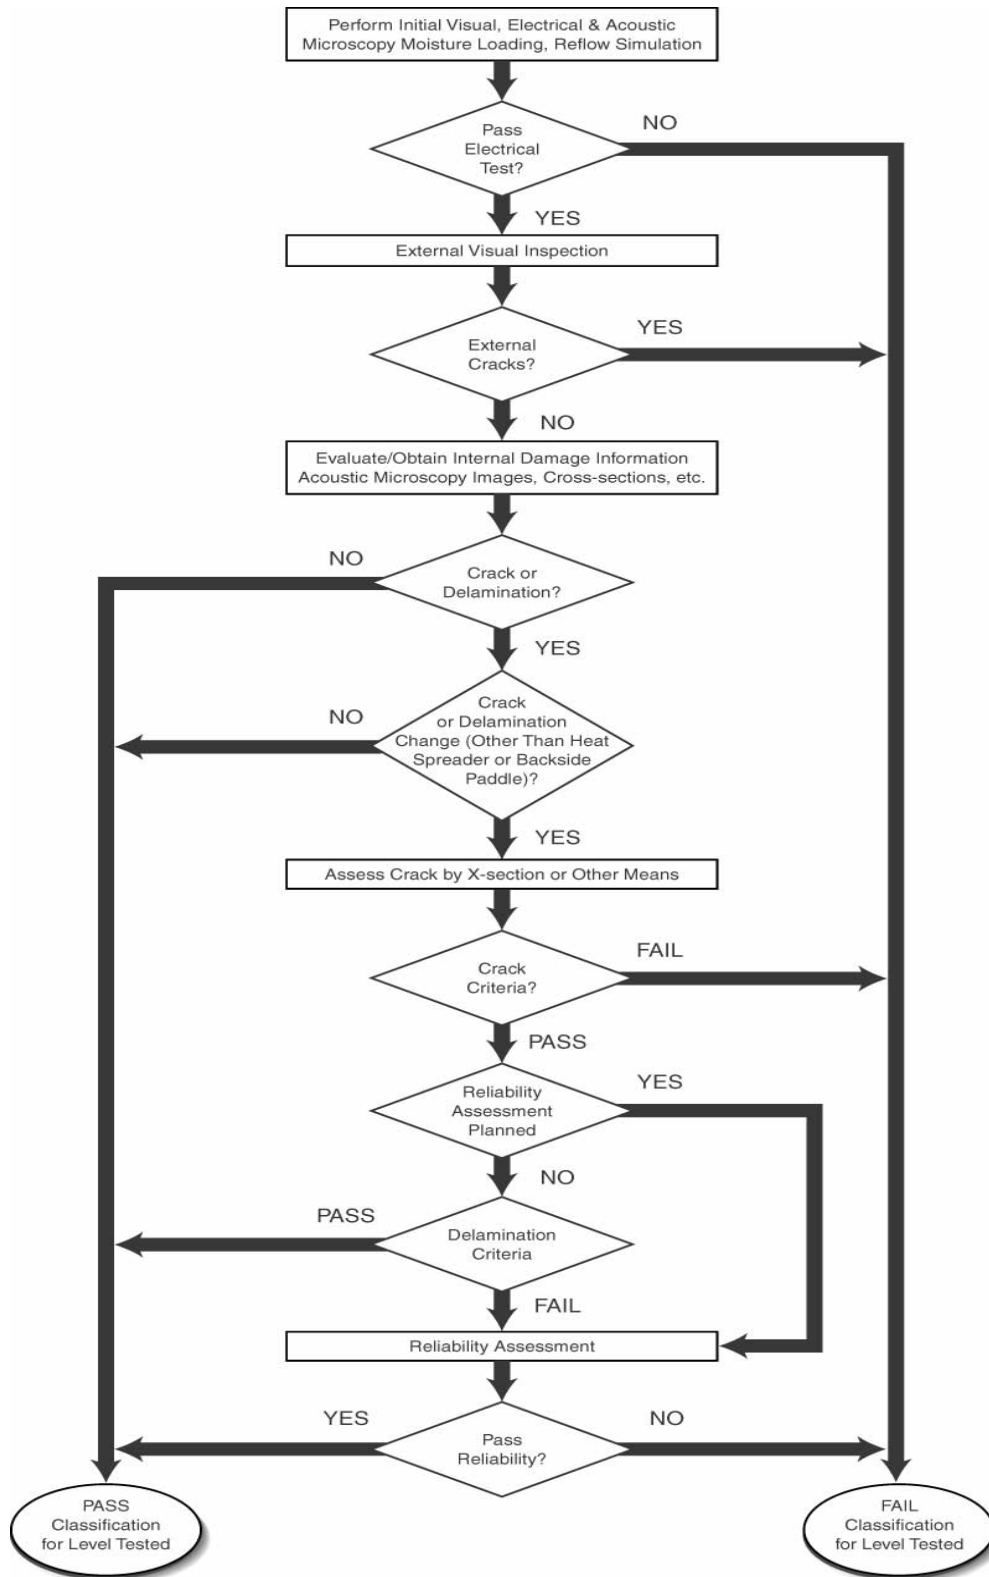 Perform Initial Visual, Electrical & Acoustic
Microscopy Moisture Loading, Reflow Simulation
Pass
Electrical
Test?
NO
YES
External Visual Inspection
External
Cracks?
YES
NO
Evaluate/Obtain Internal Damage Information
Acoustic Microscopy Images, Cross-sections, etc.
NO
Crack or
Delamination?
YES
NO
Crack
or Delamination
Change (Other Than Heat
Spreader or Backside
Paddle)?
YES
Assess Crack by X-section or Other Means
Crack
Criteria?
FAIL
PASS
Reliability
Assessment
Planned
YES
NO
PASS
Delamination
Criteria
FAIL
Reliability Assessment
YES
Pass
Reliability?
NO
PASS
Classification
for Level Tested
FAIL
Classification
for Level Tested